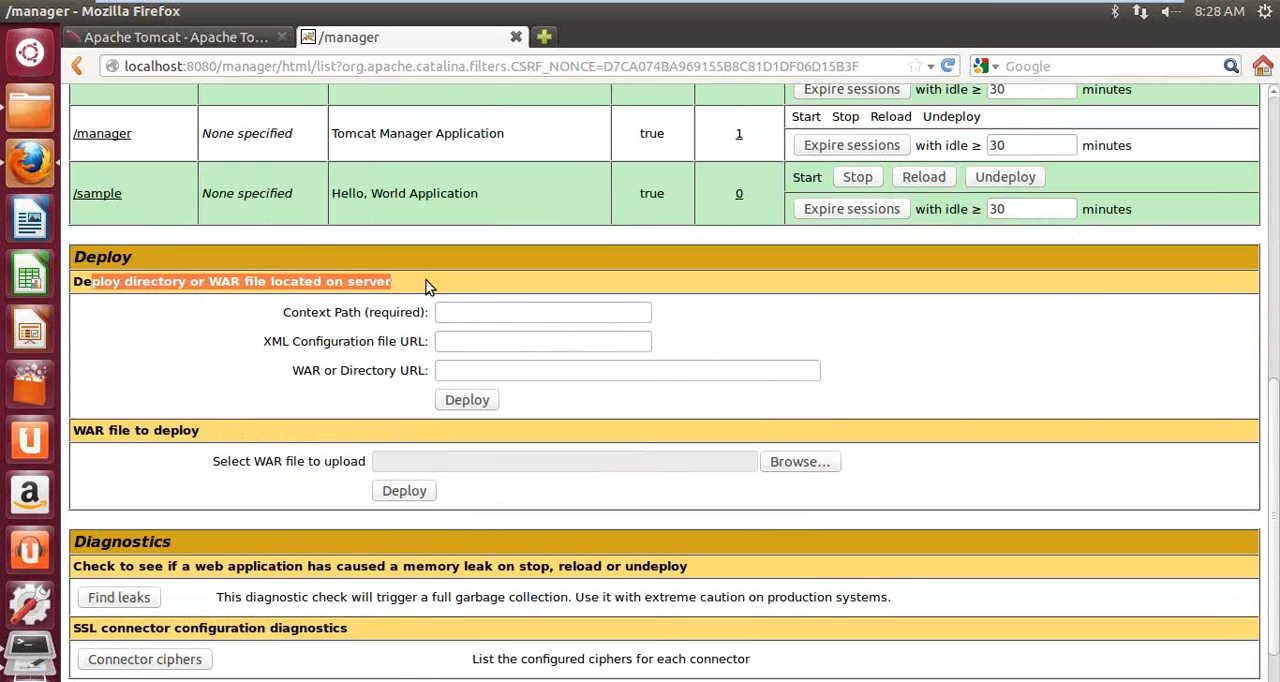 /manager - Mozilla Firefox
8:28 AM
Apache Tomcat - Apache To...
/manager
localhost:8080/manager/html/list?org.apache.catalina.filters.CSRF_NONCE=D7CA074BA969155B8C81D1DF06D15B3F
Google
Expire sessions with idle ≥ 30 minutes
/manager None specified Tomcat Manager Application true 1
Start Stop Reload Undeploy
Expire sessions with idle ≥ 30 minutes
/sample None specified Hello, World Application true 0
Start Stop Reload Undeploy
Expire sessions with idle ≥ 30 minutes
Deploy
Deploy directory or WAR file located on server
Context Path (required):
XML Configuration file URL:
WAR or Directory URL:
Deploy
WAR file to deploy
Select WAR file to upload Browse...
Deploy
Diagnostics
Check to see if a web application has caused a memory leak on stop, reload or undeploy
Find leaks This diagnostic check will trigger a full garbage collection. Use it with extreme caution on production systems.
SSL connector configuration diagnostics
Connector ciphers List the configured ciphers for each connector